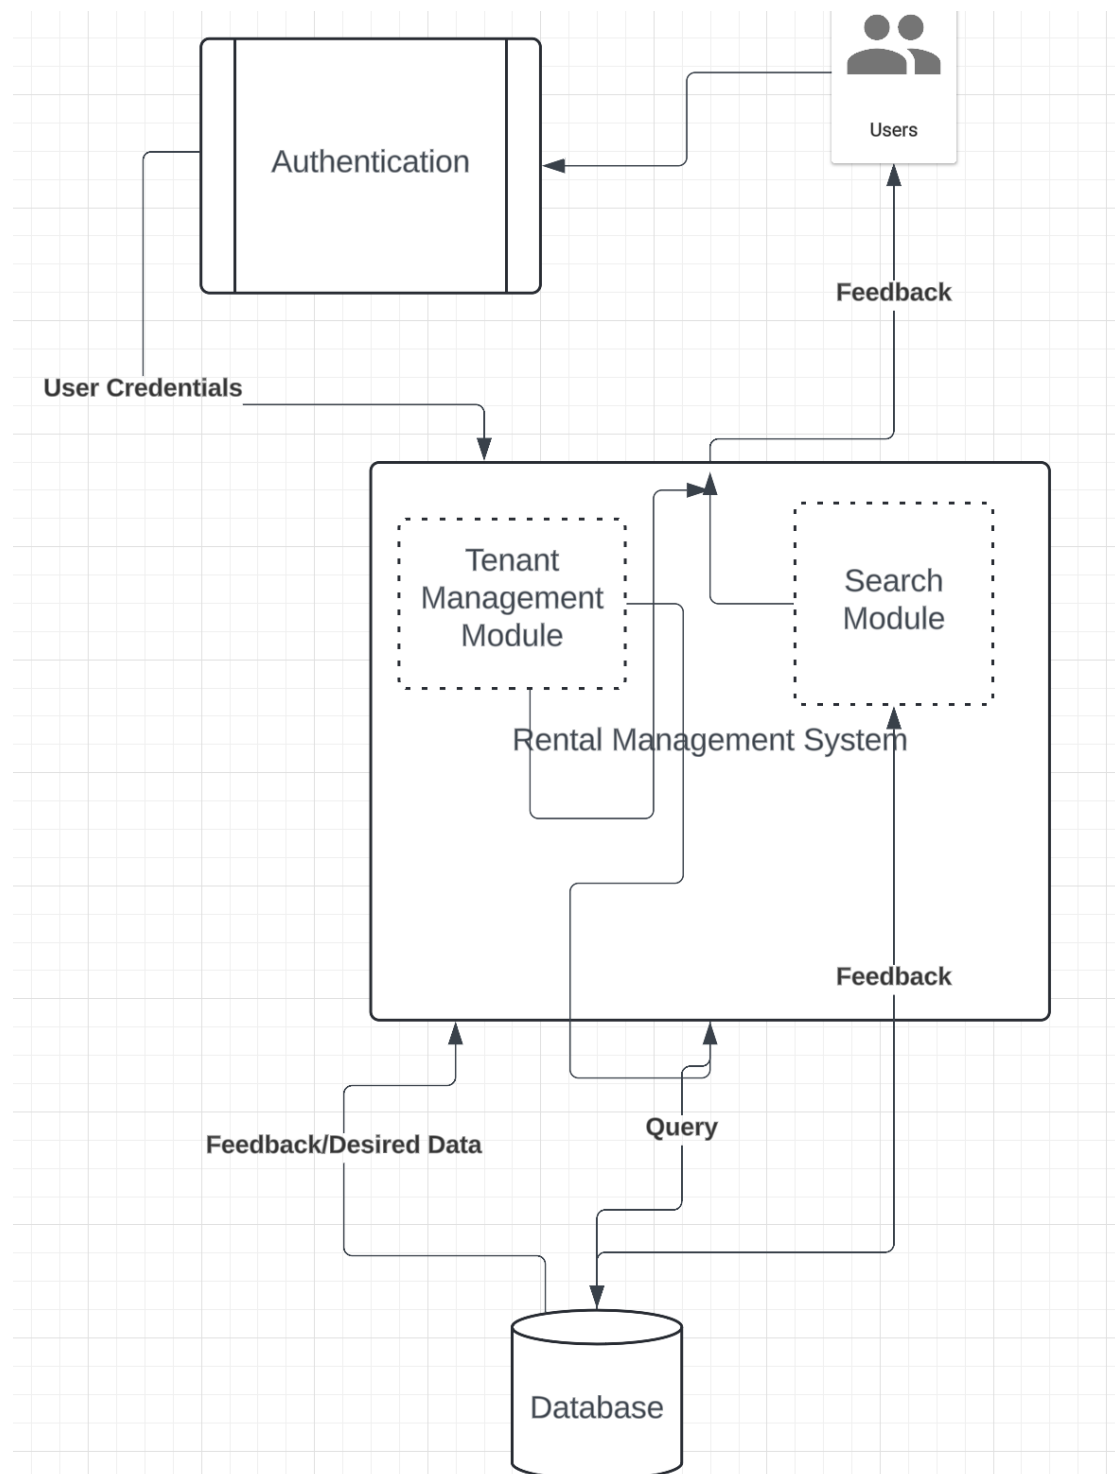 Users
Authentication
Feedback
User Credentials
Tenant
Management
Module
Search
Module
Rental Management System
Feedback
Query
Feedback/Desired Data
Database